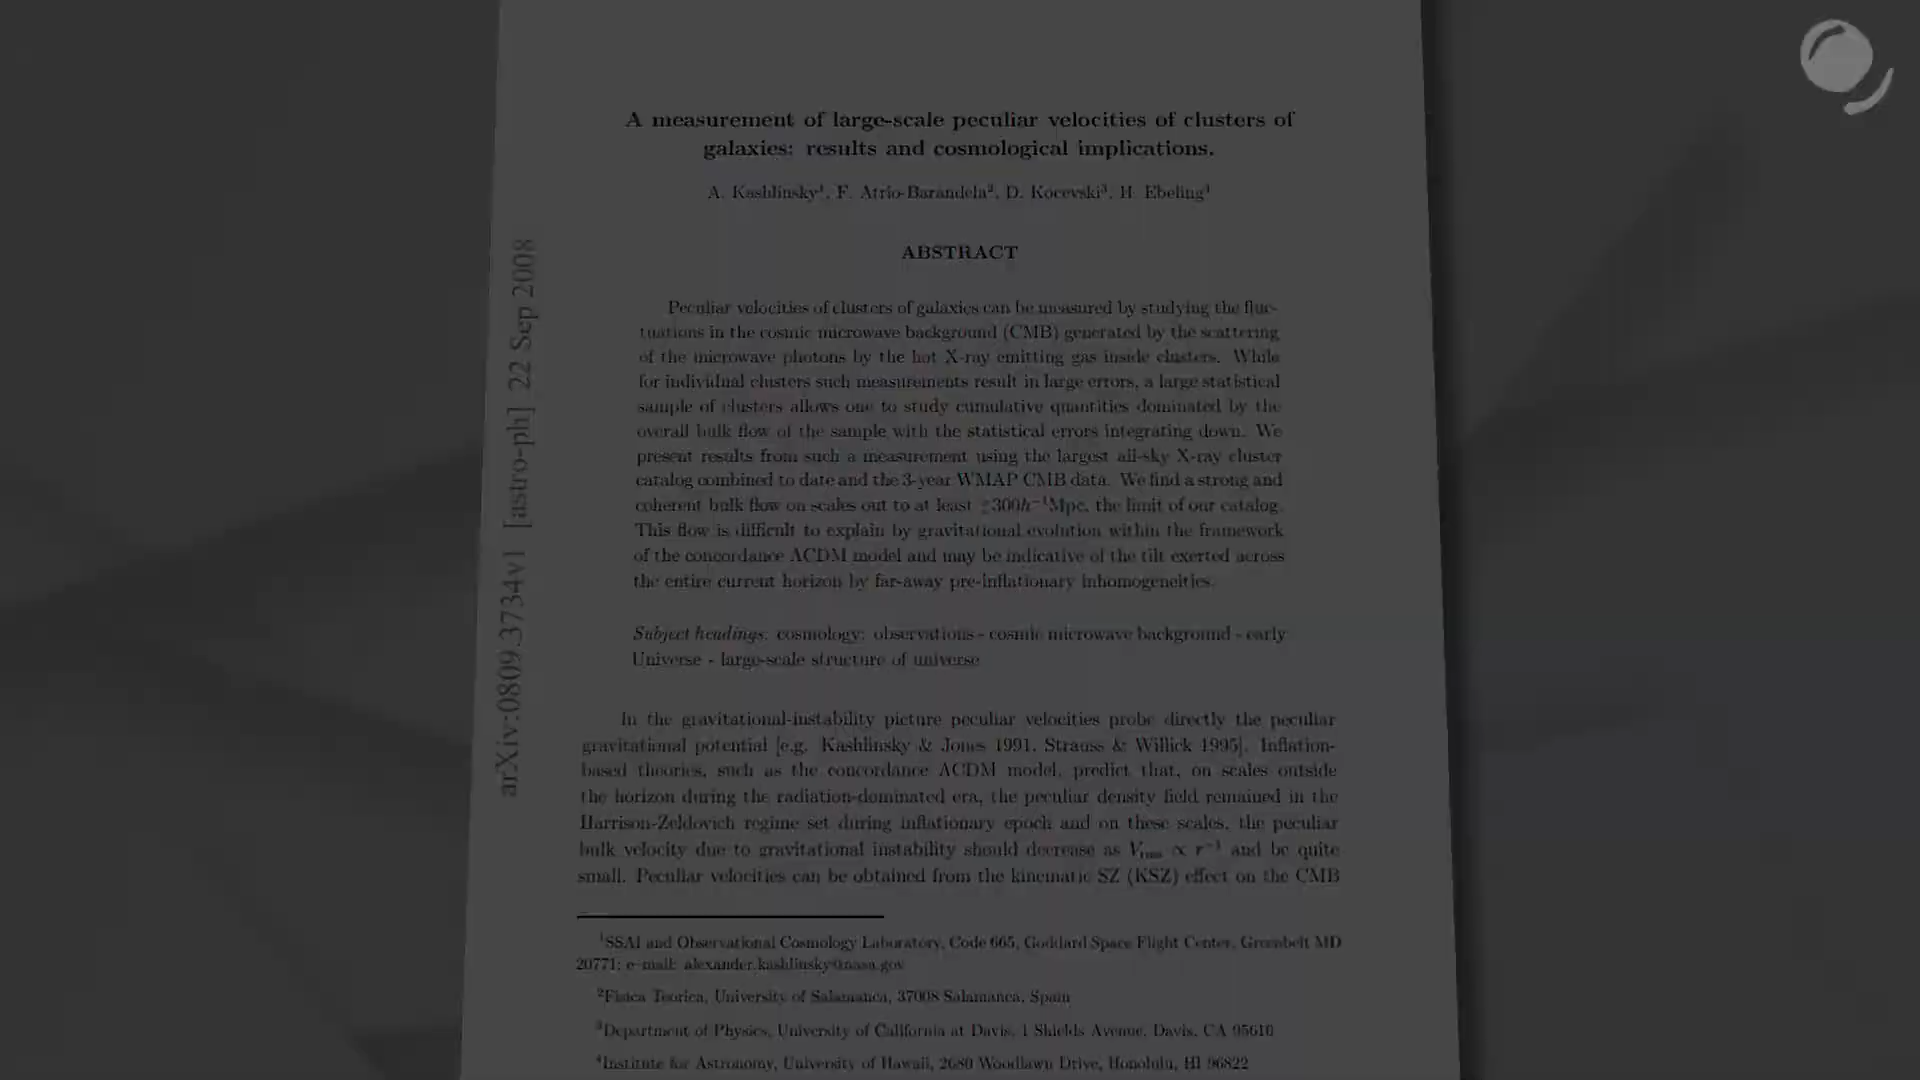 A measurement of large-scale peculiar velocities of clusters of
galaxies: results and cosmological implications.
A. Kashlinsky¹, F. Atrio-Barandela², D. Kocevski³, H. Ebeling⁴
ABSTRACT
Peculiar velocities of clusters of galaxies can be measured by studying the fluc-
tuations in the cosmic microwave background (CMB) generated by the scattering
of the microwave photons by the hot X-ray emitting gas inside clusters. While
for individual clusters such measurements result in large errors, a large statistical
sample of clusters allows one to study cumulative quantities dominated by the
overall bulk flow of the sample with the statistical errors integrating down. We
present results from such a measurement using the largest all-sky X-ray cluster
catalog combined to date and the 3-year WMAP CMB data. We find a strong and
coherent bulk flow on scales out to at least ≳300h⁻¹Mpc, the limit of our catalog.
This flow is difficult to explain by gravitational evolution within the framework
of the concordance ΛCDM model and may be indicative of the tilt exerted across
the entire current horizon by far-away pre-inflationary inhomogeneities.
Subject headings: cosmology: observations - cosmic microwave background - early
Universe - large-scale structure of universe
In the gravitational-instability picture peculiar velocities probe directly the peculiar
gravitational potential [e.g. Kashlinsky & Jones 1991, Strauss & Willick 1995]. Inflation-
based theories, such as the concordance ΛCDM model, predict that, on scales outside
the horizon during the radiation-dominated era, the peculiar density field remained in the
Harrison-Zeldovich regime set during inflationary epoch and on these scales, the peculiar
bulk velocity due to gravitational instability should decrease as Vrms ∝ r⁻¹ and be quite
small. Peculiar velocities can be obtained from the kinematic SZ (KSZ) effect on the CMB
¹SSAI and Observational Cosmology Laboratory, Code 665, Goddard Space Flight Center, Greenbelt MD
20771; e-mail: alexander.kashlinsky@nasa.gov
²Fisica Teorica, University of Salamanca, 37008 Salamanca, Spain
³Department of Physics, University of California at Davis, 1 Shields Avenue, Davis, CA 95616
⁴Institute for Astronomy, University of Hawaii, 2680 Woodlawn Drive, Honolulu, HI 96822
arXiv:0809.3734v1 [astro-ph] 22 Sep 2008